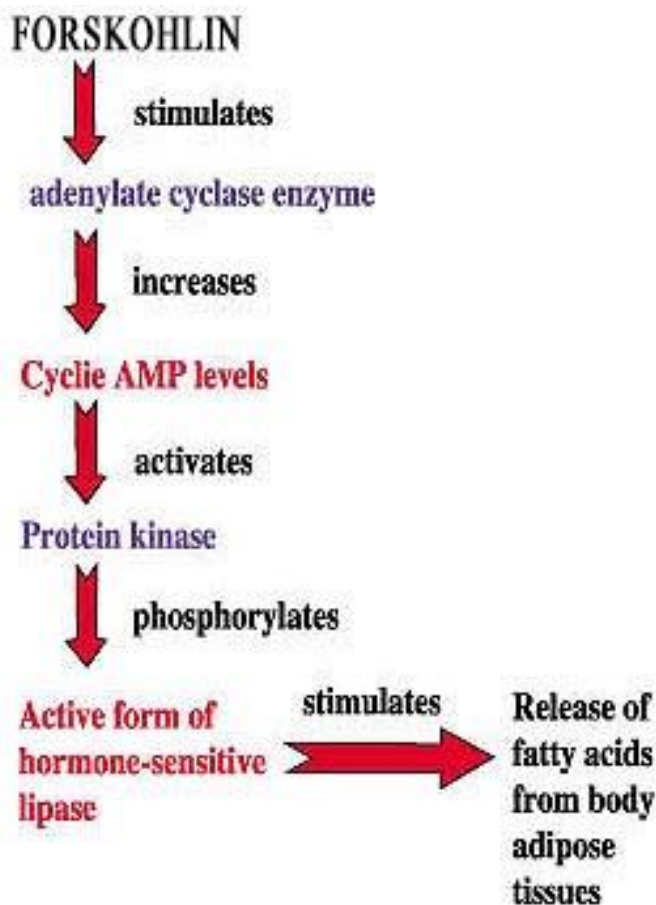 FORSKOHLIN
stimulates
adenylate cyclase enzyme
increases
Cyclie AMP levels
activates
Protein kinase
phosphorylates
Active form of
hormone-sensitive
lipase
stimulates
Release of
fatty acids
from body
adipose
tissues